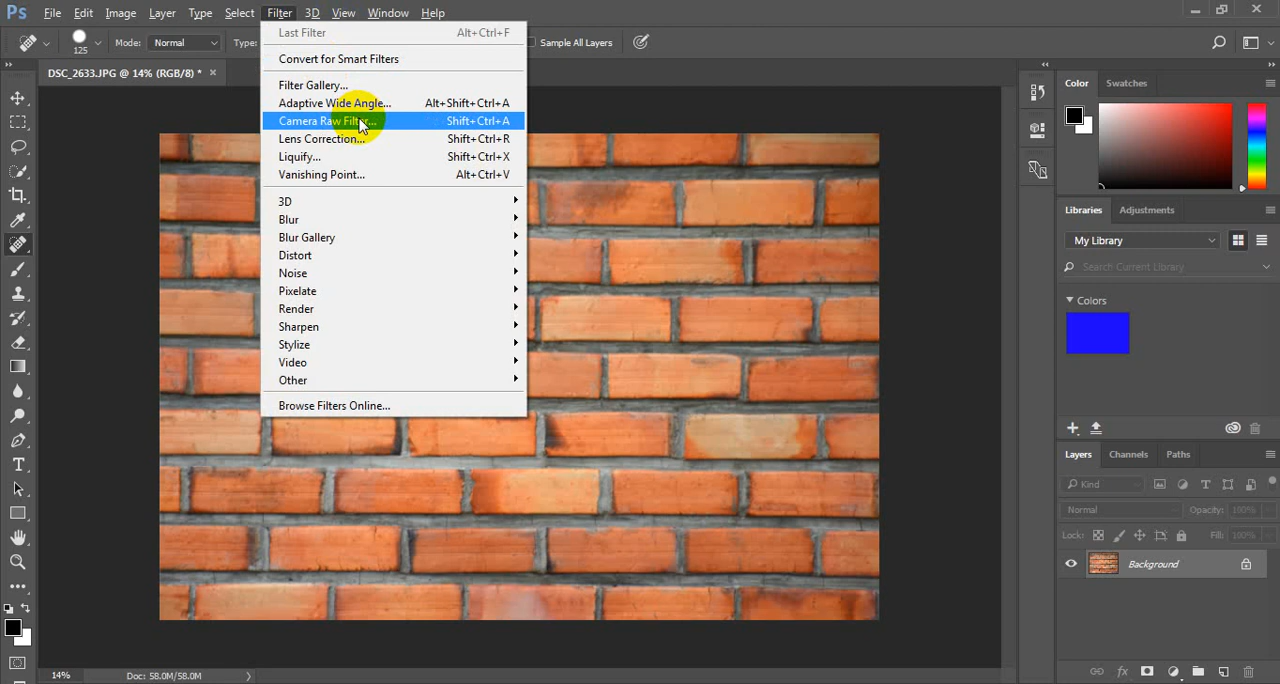 Ps File Edit Image Layer Type Select Filter 3D View Window Help
125 Mode: Normal Type: Sample All Layers
DSC_2633.JPG @ 14% (RGB/8) * ×
Last Filter Alt+Ctrl+F
Convert for Smart Filters
Filter Gallery...
Adaptive Wide Angle... Alt+Shift+Ctrl+A
Camera Raw Filter... Shift+Ctrl+A
Lens Correction... Shift+Ctrl+R
Liquify... Shift+Ctrl+X
Vanishing Point... Alt+Ctrl+V
3D
Blur
Blur Gallery
Distort
Noise
Pixelate
Render
Sharpen
Stylize
Video
Other
Browse Filters Online...
Color Swatches
Libraries Adjustments
My Library
Search Current Library
Colors
Layers Channels Paths
Kind
Normal Opacity: 100%
Lock: Fill: 100%
Background
14% Doc: 58.0M/58.0M